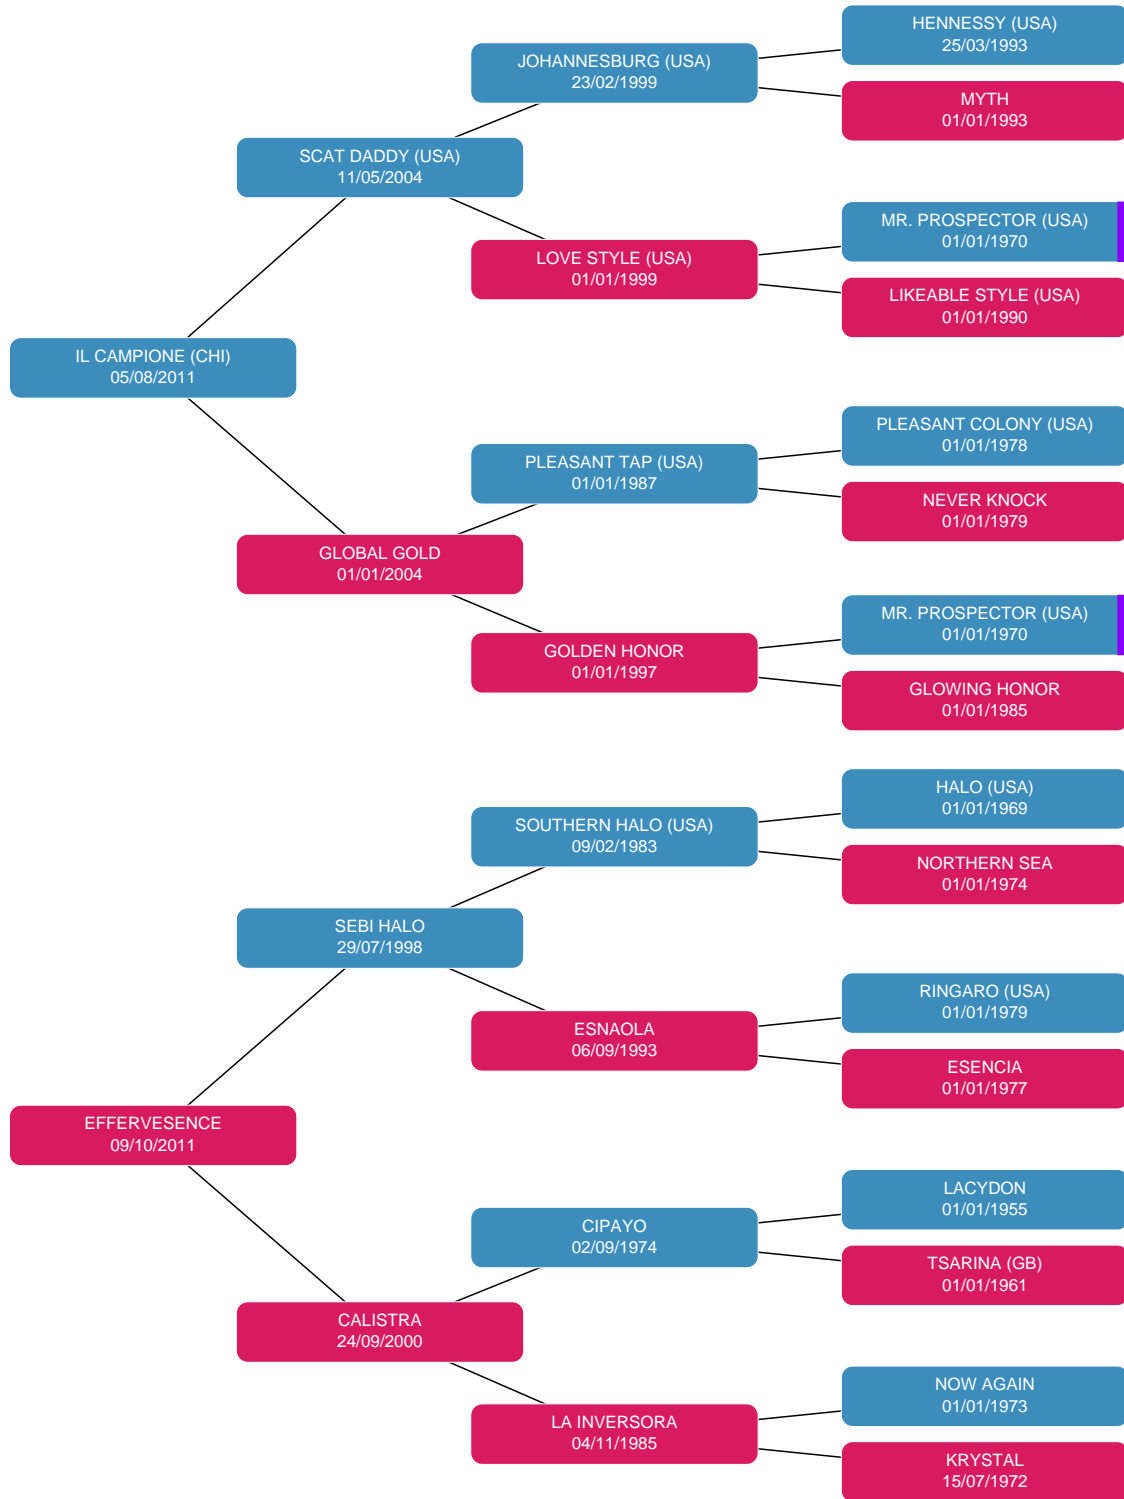 HENNESSY (USA)
25/03/1993
JOHANNESBURG (USA)
23/02/1999
MYTH
01/01/1993
SCAT DADDY (USA)
11/05/2004
MR. PROSPECTOR (USA)
01/01/1970
LOVE STYLE (USA)
01/01/1999
LIKEABLE STYLE (USA)
01/01/1990
IL CAMPIONE (CHI)
05/08/2011
PLEASANT COLONY (USA)
01/01/1978
PLEASANT TAP (USA)
01/01/1987
NEVER KNOCK
01/01/1979
GLOBAL GOLD
01/01/2004
MR. PROSPECTOR (USA)
01/01/1970
GOLDEN HONOR
01/01/1997
GLOWING HONOR
01/01/1985
HALO (USA)
01/01/1969
SOUTHERN HALO (USA)
09/02/1983
NORTHERN SEA
01/01/1974
SEBI HALO
29/07/1998
RINGARO (USA)
01/01/1979
ESNAOLA
06/09/1993
ESENCIA
01/01/1977
EFFERVESENCE
09/10/2011
LACYDON
01/01/1955
CIPAYO
02/09/1974
TSARINA (GB)
01/01/1961
CALISTRA
24/09/2000
NOW AGAIN
01/01/1973
LA INVERSORA
04/11/1985
KRYSTAL
15/07/1972